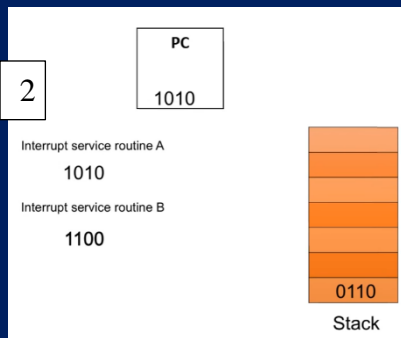 PC
1010
2
Interrupt service routine A
1010
Interrupt service routine B
1100
0110
Stack